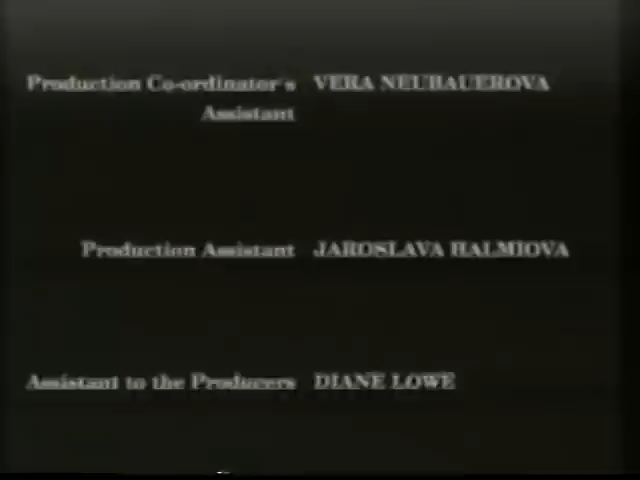 Production Co-ordinator's VERA NEUBAUEROVA
Assistant
Production Assistant JAROSLAVA HALMIOVA
Assistant to the Producers DIANE LOWE